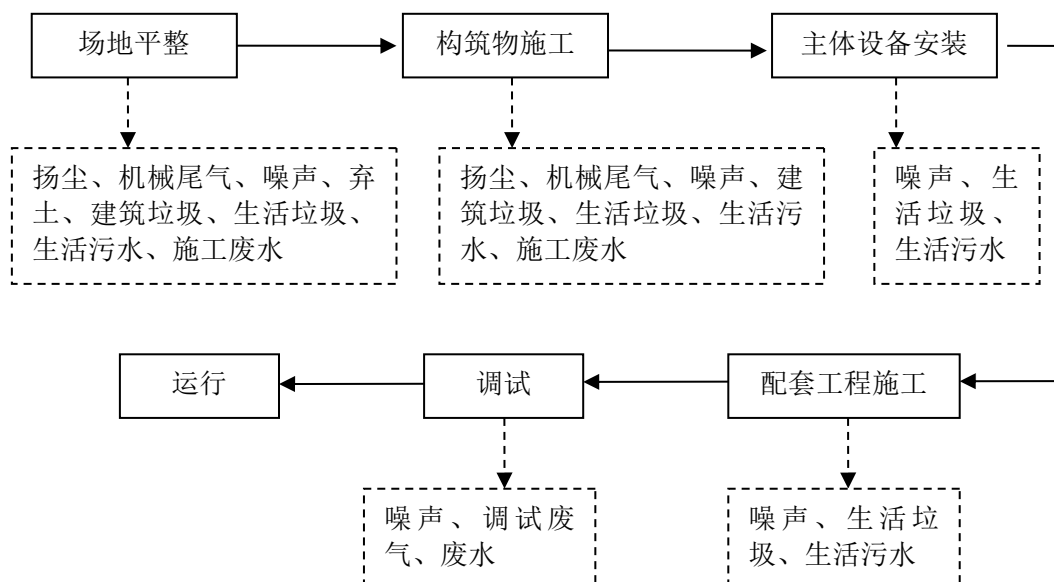 场地平整
构筑物施工
主体设备安装
扬尘、机械尾气、噪声、弃
土、建筑垃圾、生活垃圾、
生活污水、施工废水
扬尘、机械尾气、噪声、建
筑垃圾、生活垃圾、生活污
水、施工废水
噪声、生
活垃圾、
生活污水
运行
调试
配套工程施工
噪声、调试废
气、废水
噪声、生活垃
圾、生活污水